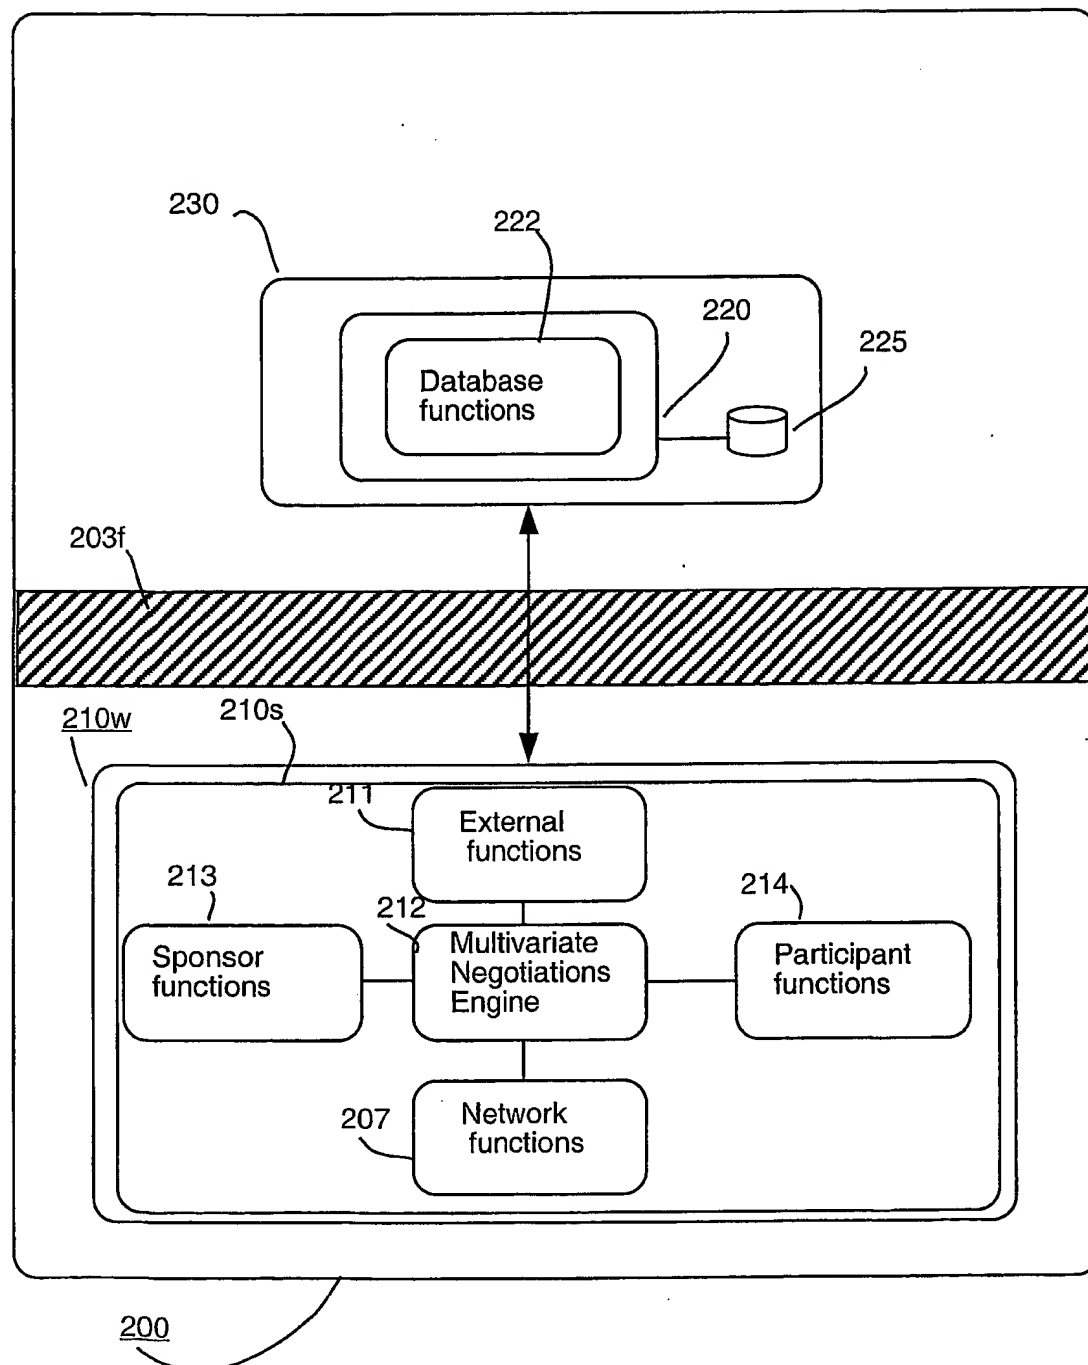 230
222
220
225
Database
functions
203f
210w
210s
211
External
functions
213
212
214
Sponsor
functions
Multivariate
Negotiations
Engine
Participant
functions
207
Network
functions
200